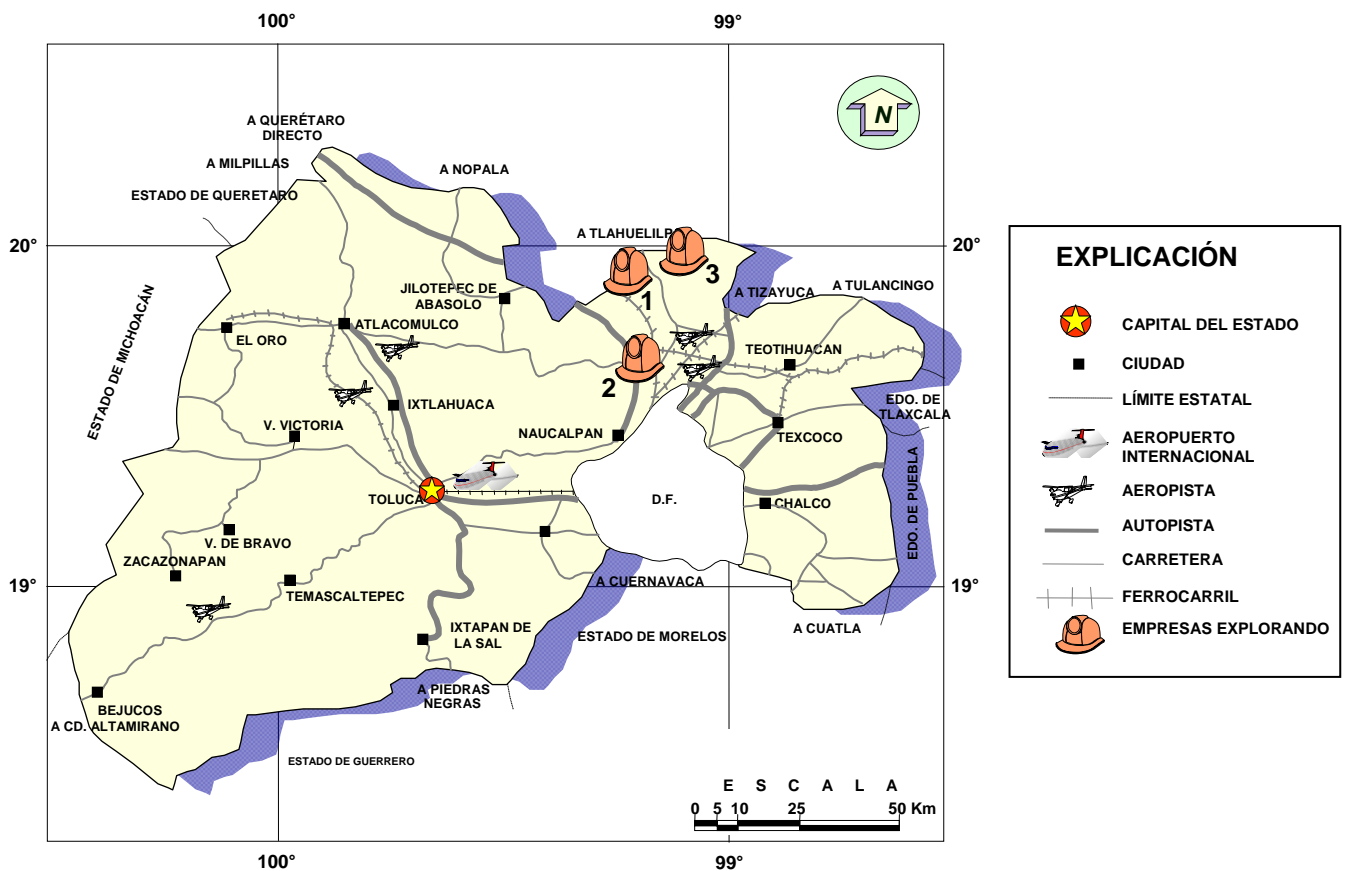 100°
99°
A QUERÉTARO
DIRECTO
A MILPILLAS
A NOPALA
ESTADO DE QUERETARO
N
20°
A TLAHUELILP
20°
3
1
JILOTEPEC DE
ABASOLO
A TIZAYUCA
A TULANCINGO
ESTADO DE MICHOACÁN
ATLACOMULCO
EL ORO
TEOTIHUACAN
2
IXTLAHUACA
EDO. DE
TLAXCALA
V. VICTORIA
NAUCALPAN
TEXCOCO
TOLUCA
D.F.
CHALCO
EDO. DE PUEBLA
V. DE BRAVO
ZACAZONAPAN
19°
TEMASCALTEPEC
A CUERNAVACA
19°
IXTAPAN DE
LA SAL
ESTADO DE MORELOS
A CUATLA
A PIEDRAS
NEGRAS
BEJUCOS
A CD. ALTAMIRANO
ESTADO DE GUERRERO
E S C A L A
0 5 10 25 50 Km
100°
99°
EXPLICACIÓN
CAPITAL DEL ESTADO
CIUDAD
LÍMITE ESTATAL
AEROPUERTO
INTERNACIONAL
AEROPISTA
AUTOPISTA
CARRETERA
FERROCARRIL
EMPRESAS EXPLORANDO